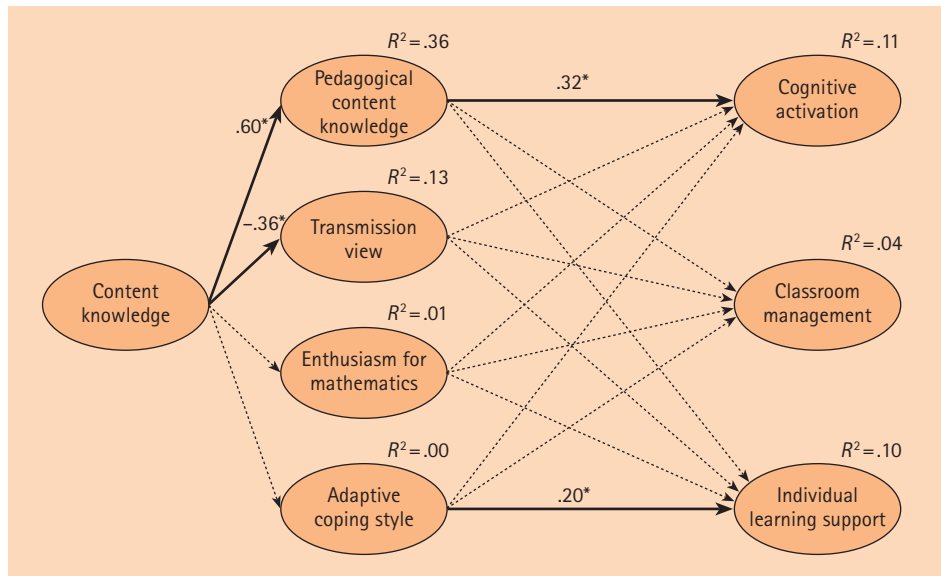 R²=.36
Pedagogical
content
knowledge
.60*
.32*
R²=.11
Cognitive
activation
R²=.13
Transmission
view
–.36*
R²=.04
Classroom
management
Content
knowledge
R²=.01
Enthusiasm for
mathematics
R²=.00
Adaptive
coping style
.20*
R²=.10
Individual
learning support